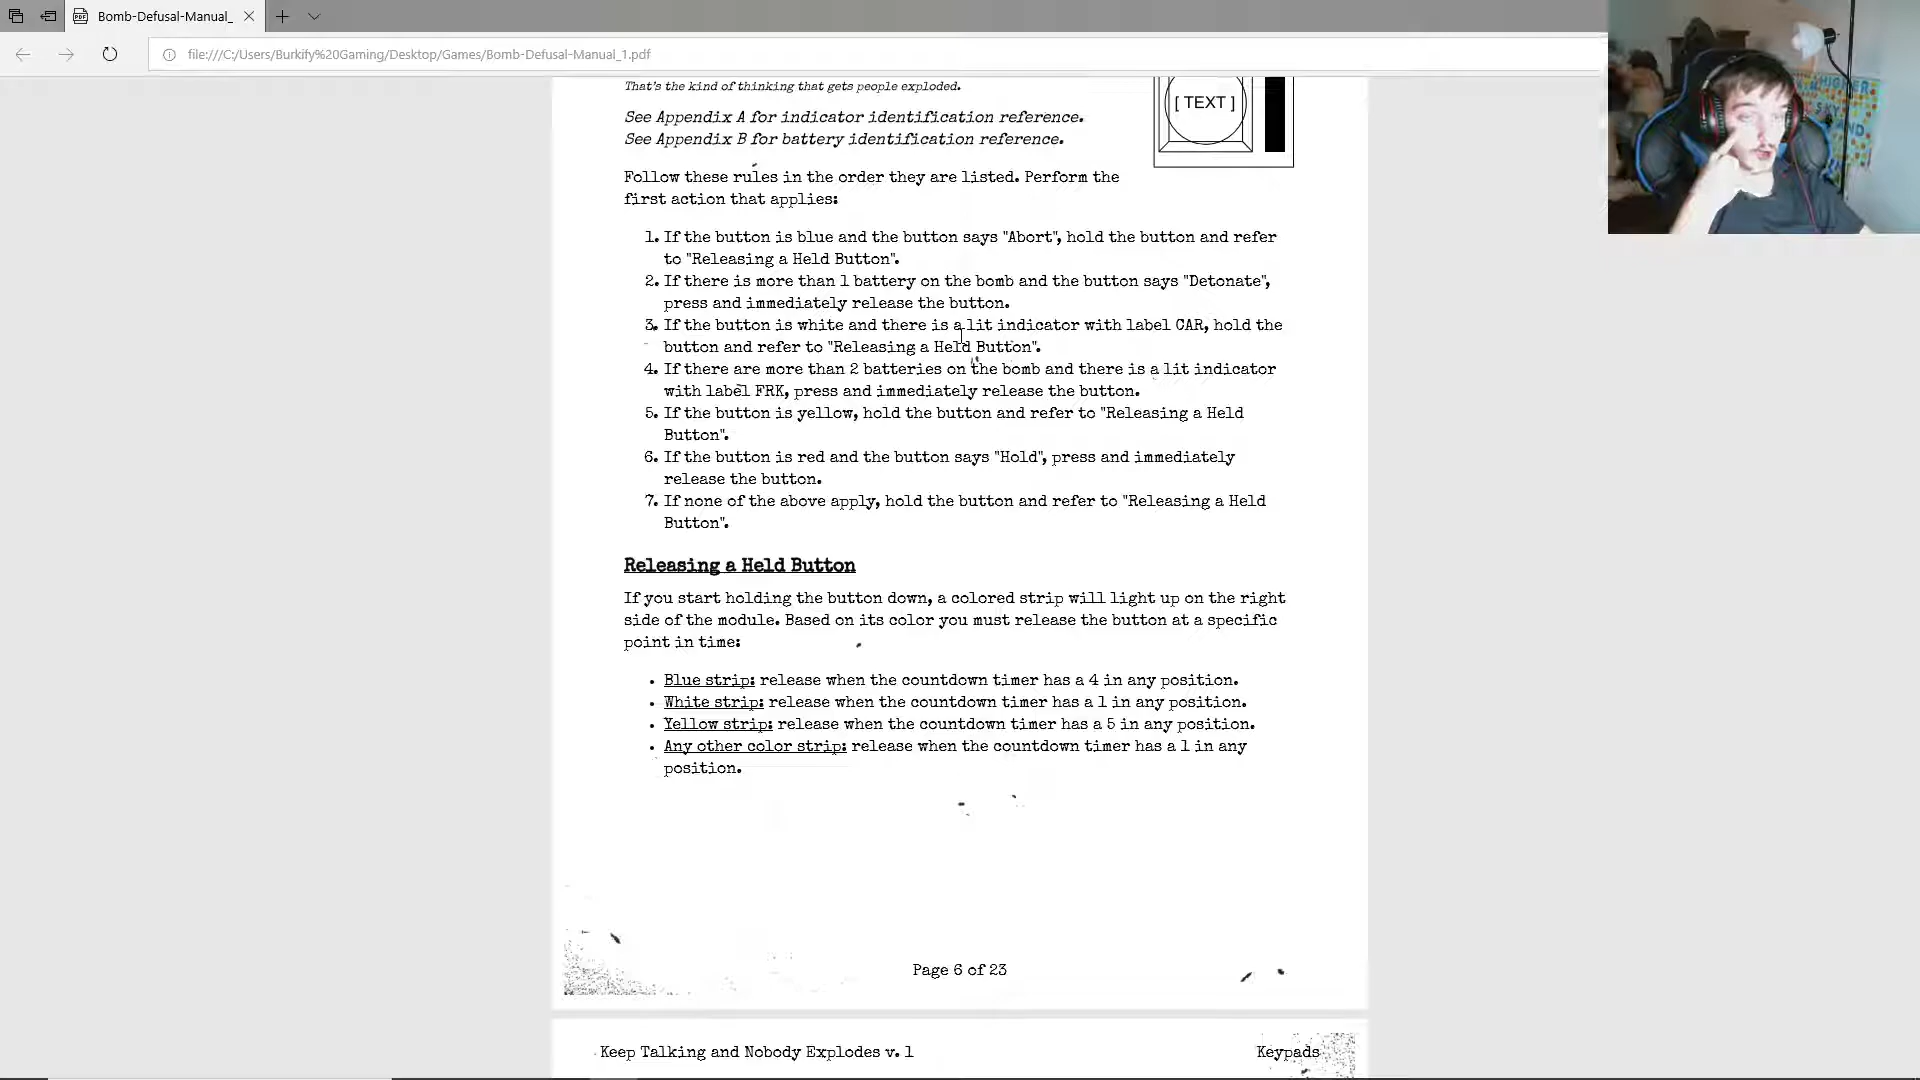 Bomb-Defusal-Manual_
file:///C:/Users/Burkify%20Gaming/Desktop/Games/Bomb-Defusal-Manual_1.pdf
That's the kind of thinking that gets people exploded.
[ TEXT ]
See Appendix A for indicator identification reference.
See Appendix B for battery identification reference.
Follow these rules in the order they are listed. Perform the
first action that applies:
1. If the button is blue and the button says "Abort", hold the button and refer
to "Releasing a Held Button".
2. If there is more than 1 battery on the bomb and the button says "Detonate",
press and immediately release the button.
3. If the button is white and there is a lit indicator with label CAR, hold the
button and refer to "Releasing a Held Button".
4. If there are more than 2 batteries on the bomb and there is a lit indicator
with label FRK, press and immediately release the button.
5. If the button is yellow, hold the button and refer to "Releasing a Held
Button".
6. If the button is red and the button says "Hold", press and immediately
release the button.
7. If none of the above apply, hold the button and refer to "Releasing a Held
Button".
Releasing a Held Button
If you start holding the button down, a colored strip will light up on the right
side of the module. Based on its color you must release the button at a specific
point in time:
• Blue strip: release when the countdown timer has a 4 in any position.
• White strip: release when the countdown timer has a 1 in any position.
• Yellow strip: release when the countdown timer has a 5 in any position.
• Any other color strip: release when the countdown timer has a 1 in any
position.
Page 6 of 23
Keep Talking and Nobody Explodes v. 1
Keypads
HIGHER
SKY
AND